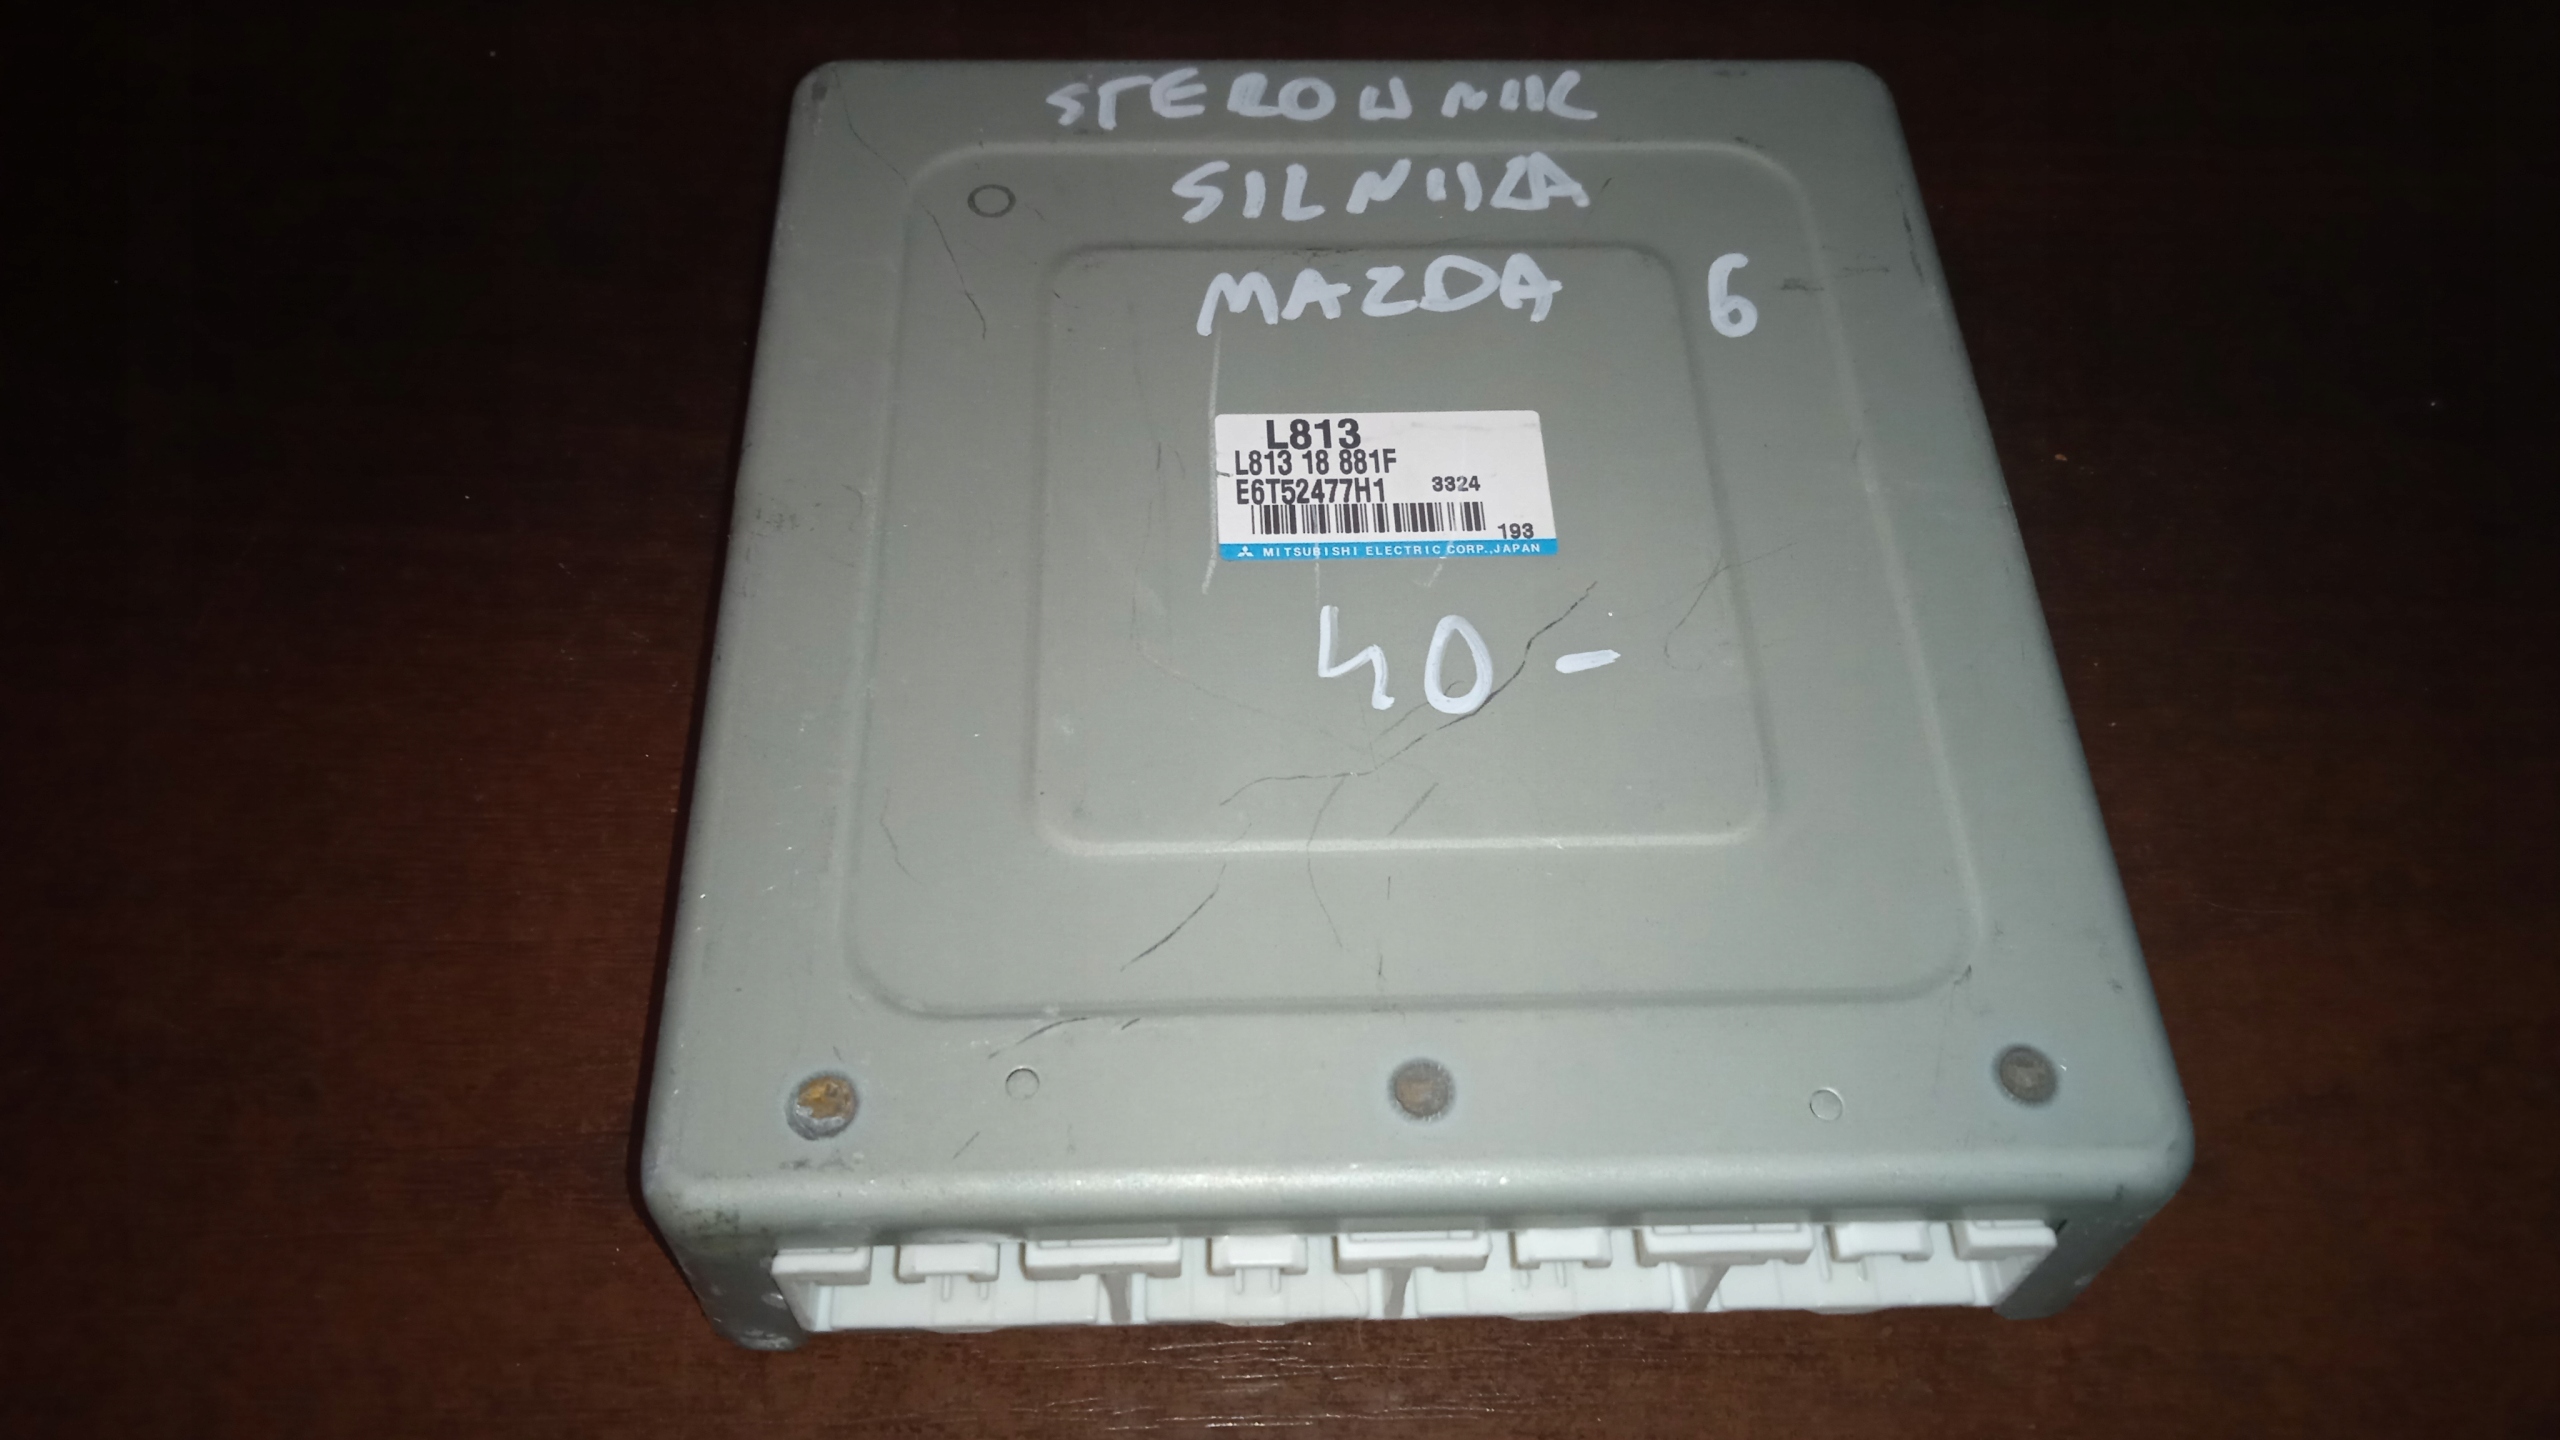 STEROWNIK
SILNIKA
MAZDA 6
L813
L813 18 881F
E6T52477H1 3324
193
MITSUBISHI ELECTRIC CORP.,JAPAN
40-